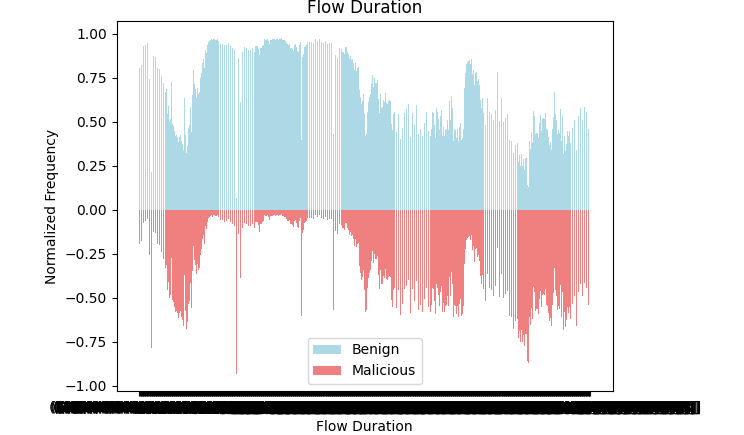 Flow Duration
1.00
0.75
0.50
0.25
0.00
−0.25
−0.50
−0.75
−1.00
Normalized Frequency
Benign
Malicious
Flow Duration